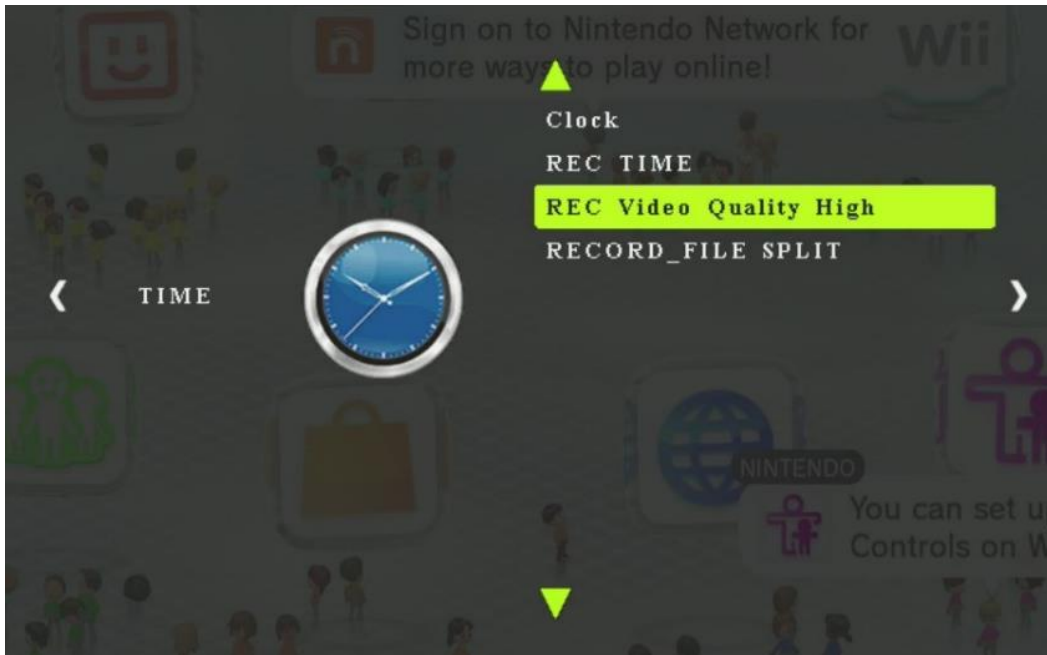 Sign on to Nintendo Network for
more ways to play online!
Wii
Clock
REC TIME
REC Video Quality High
RECORD_FILE SPLIT
TIME
NINTENDO
You can set u
Controls on W